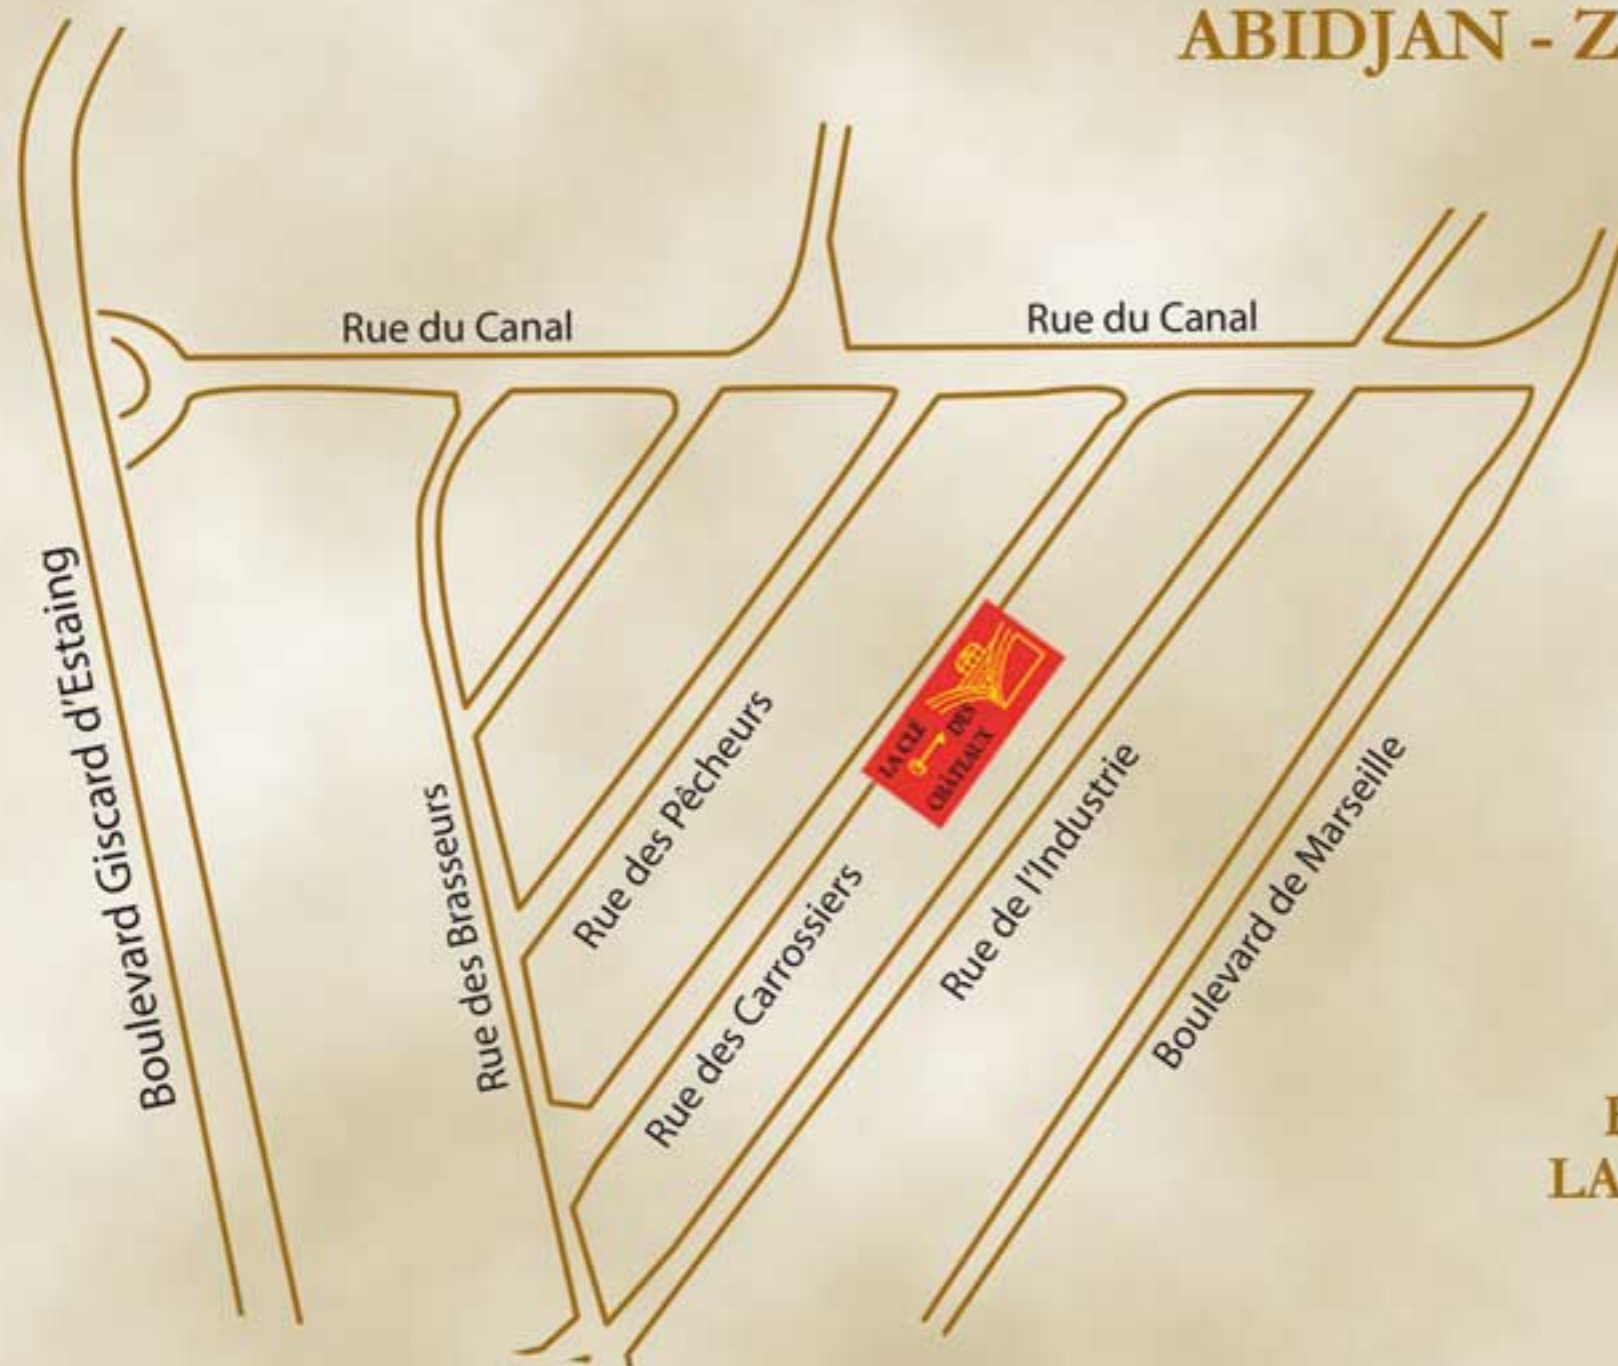 ABIDJAN - Z
Rue du Canal
Rue du Canal
Boulevard Giscard d'Estaing
Rue des Brasseurs
Rue des Pêcheurs
LA CLÉ
DES
CHÂTEAUX
Rue des Carrossiers
Rue de l'Industrie
Boulevard de Marseille
LA